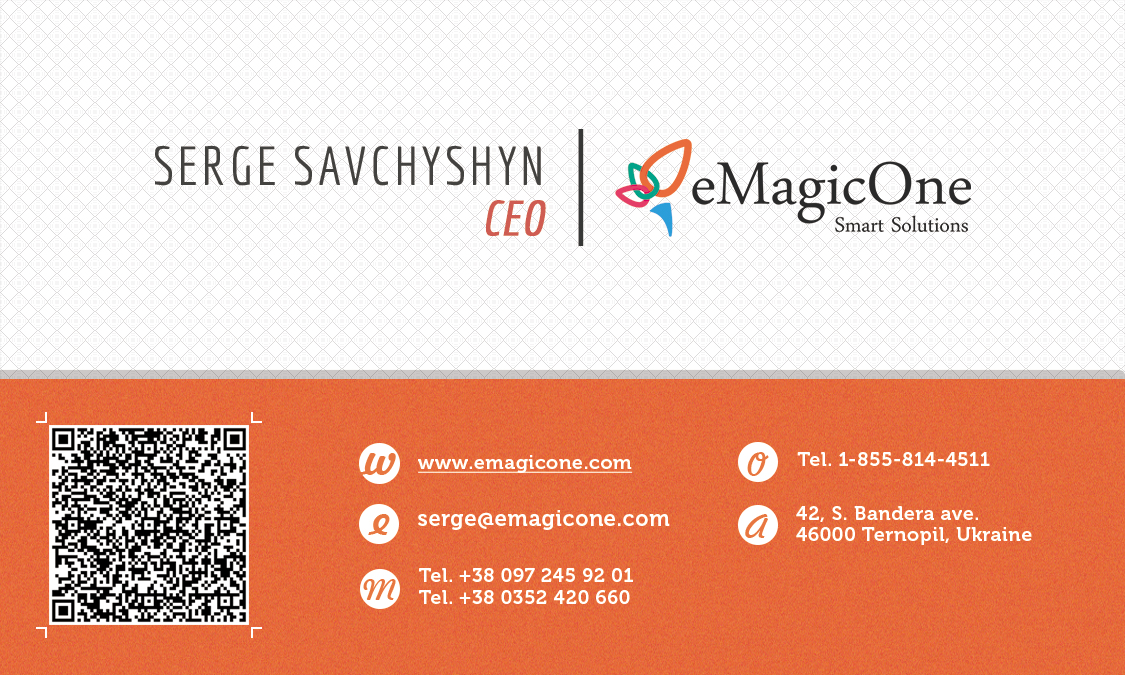 SERGE SAVCHYSHYN
CEO
eMagicOne
Smart Solutions
w www.emagicone.com
e serge@emagicone.com
m Tel. +38 097 245 92 01
Tel. +38 0352 420 660
o Tel. 1-855-814-4511
a 42, S. Bandera ave.
46000 Ternopil, Ukraine